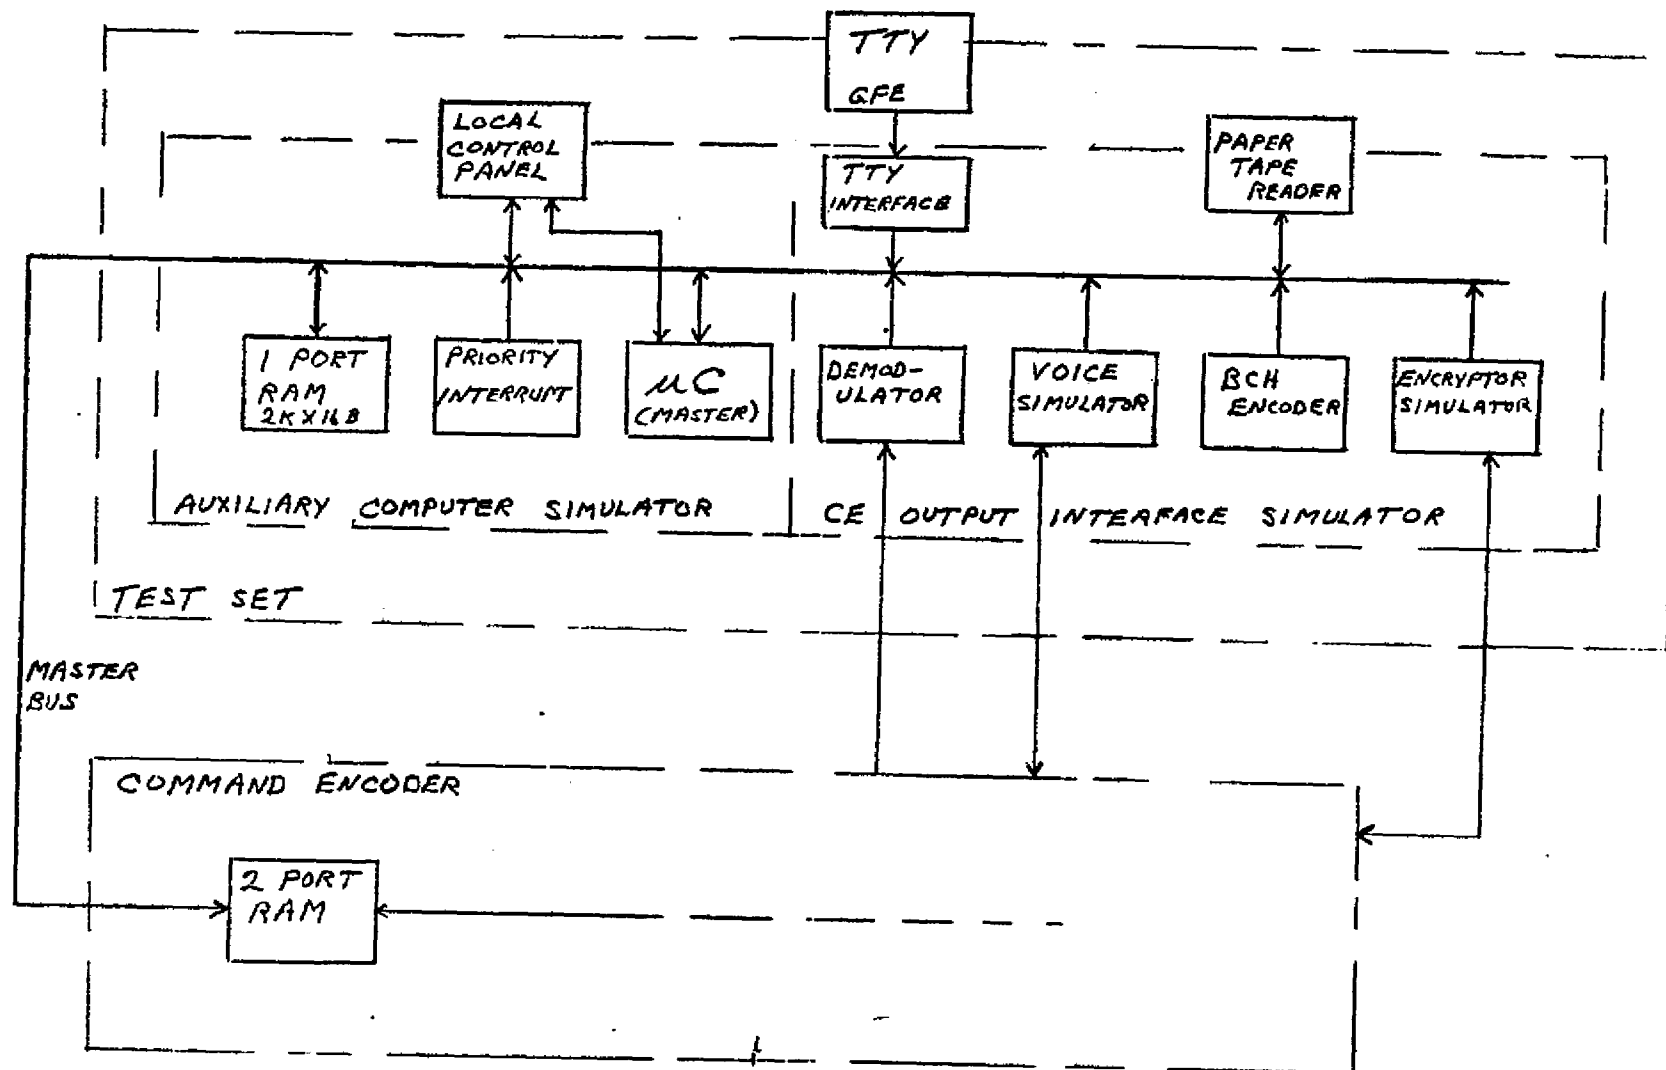 TTY
GFE
LOCAL
CONTROL
PANEL
TTY
INTERFACE
PAPER
TAPE
READER
1 PORT
RAM
2K X 16 B
PRIORITY
INTERRUPT
μC
(MASTER)
DEMOD-
ULATOR
VOICE
SIMULATOR
BCH
ENCODER
ENCRYPTOR
SIMULATOR
AUXILIARY COMPUTER SIMULATOR
CE OUTPUT INTERFACE SIMULATOR
TEST SET
MASTER
BUS
COMMAND ENCODER
2 PORT
RAM